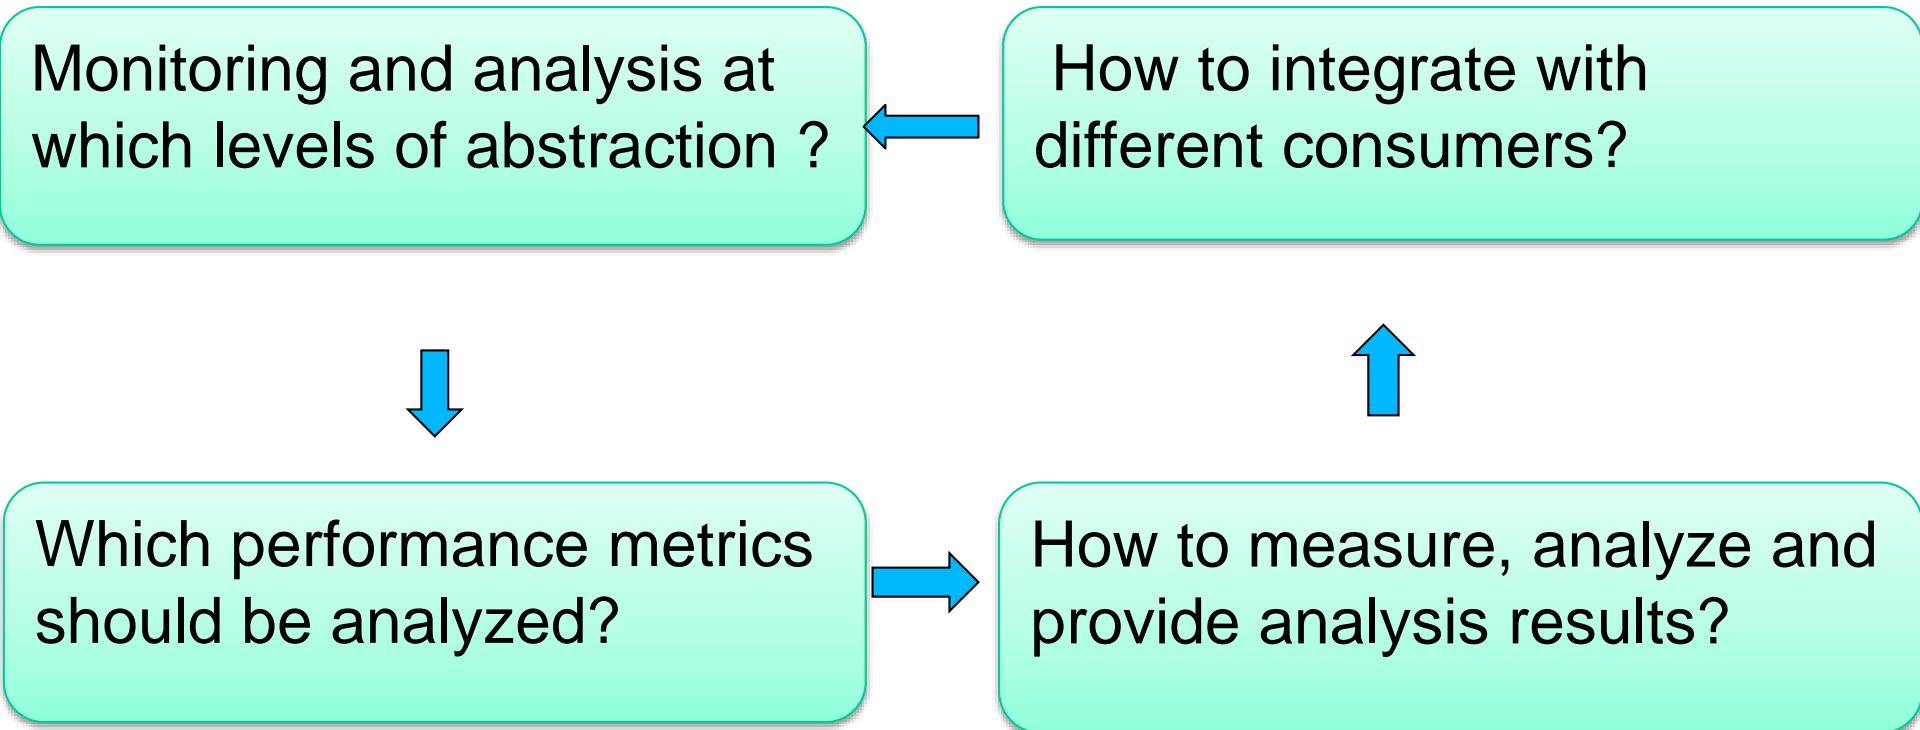 Monitoring and analysis at
which levels of abstraction ?
How to integrate with
different consumers?
Which performance metrics
should be analyzed?
How to measure, analyze and
provide analysis results?